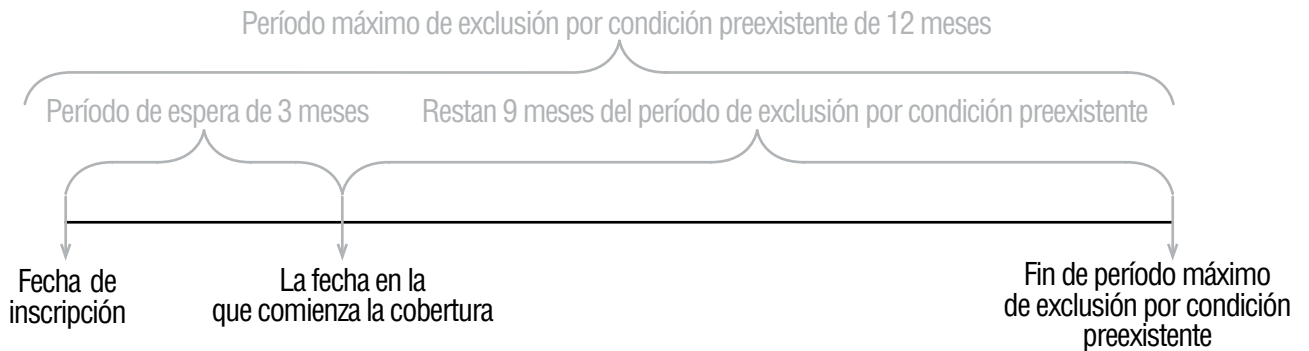 Período máximo de exclusión por condición preexistente de 12 meses
Período de espera de 3 meses
Restan 9 meses del período de exclusión por condición preexistente
Fecha de
inscripción
La fecha en la
que comienza la cobertura
Fin de período máximo
de exclusión por condición
preexistente